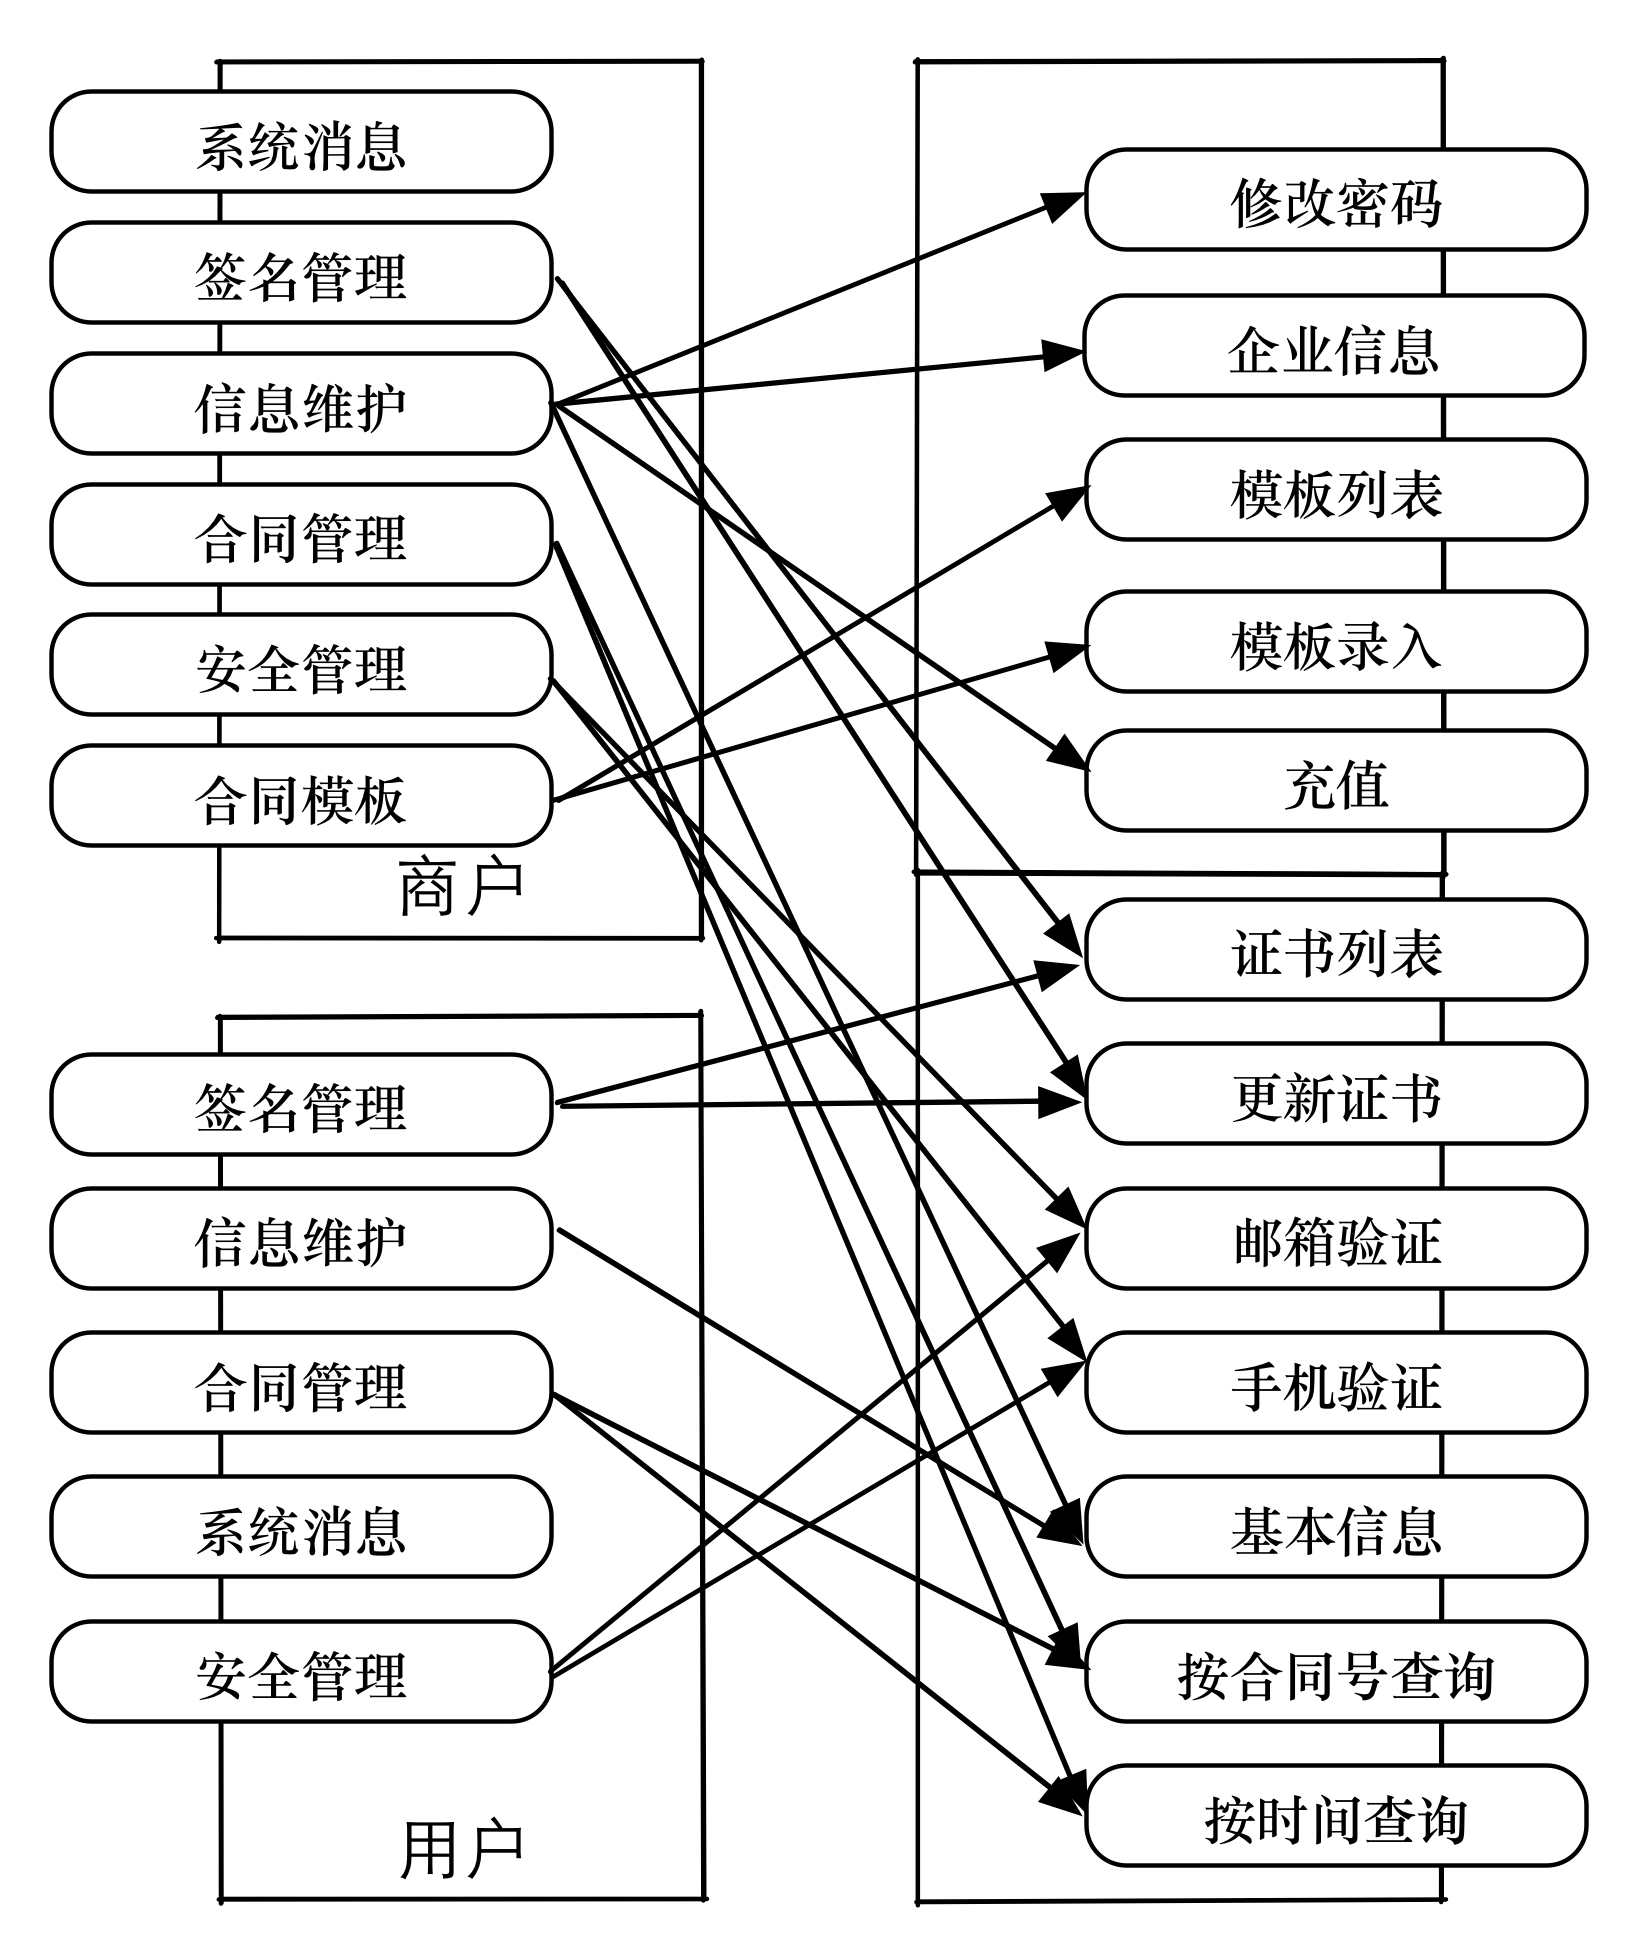 系统消息
签名管理
信息维护
合同管理
安全管理
合同模板
商户
签名管理
信息维护
合同管理
系统消息
安全管理
用户
修改密码
企业信息
模板列表
模板录入
充值
证书列表
更新证书
邮箱验证
手机验证
基本信息
按合同号查询
按时间查询